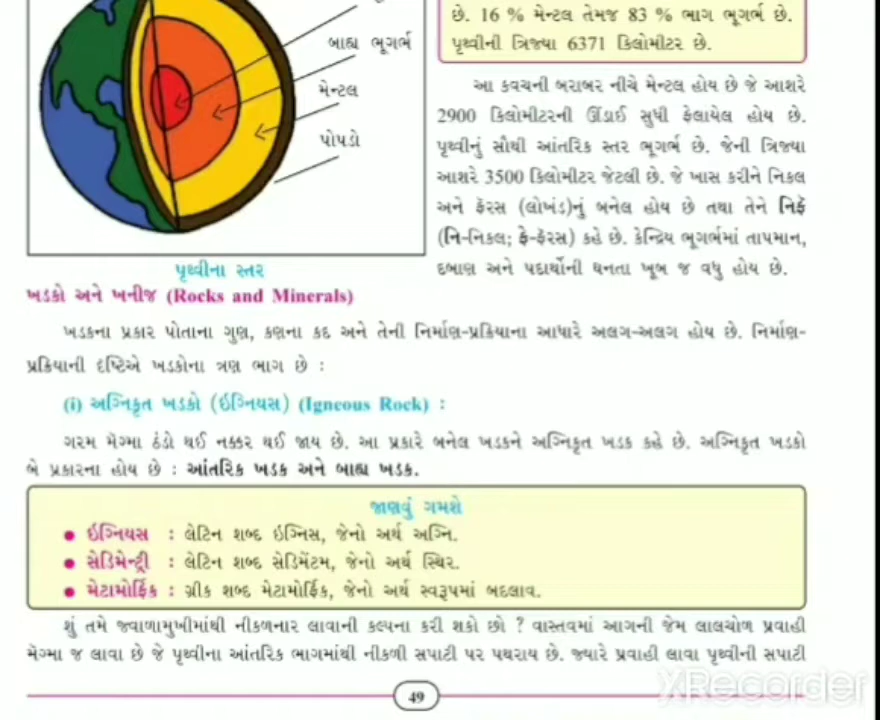 બાહ્ય ભૂગર્ભ
મેન્ટલ
પોપડો
પૃથ્વીના સ્તર
છે. 16 % મેન્ટલ તેમજ 83 % ભાગ ભૂગર્ભ છે.
પૃથ્વીની ત્રિજ્યા 6371 કિલોમીટર છે.
આ કવચની બરાબર નીચે મેન્ટલ હોય છે જે આશરે
2900 કિલોમીટરની ઊંડાઈ સુધી ફેલાયેલ હોય છે.
પૃથ્વીનું સૌથી આંતરિક સ્તર ભૂગર્ભ છે. જેની ત્રિજ્યા
આશરે 3500 કિલોમીટર જેટલી છે. જે ખાસ કરીને નિકલ
અને ફૅરસ (લોખંડ)નું બનેલ હોય છે તથા તેને નિફૅ
(નિ-નિકલ; ફૅ-ફૅરસ) કહે છે. કેન્દ્રિય ભૂગર્ભમાં તાપમાન,
દબાણ અને પદાર્થોની ઘનતા ખૂબ જ વધુ હોય છે.
ખડકો અને ખનીજ (Rocks and Minerals)
ખડકના પ્રકાર પોતાના ગુણ, કણના કદ અને તેની નિર્માણ-પ્રક્રિયાના આધારે અલગ-અલગ હોય છે. નિર્માણ-
પ્રક્રિયાની દૃષ્ટિએ ખડકોના ત્રણ ભાગ છે :
(i) અગ્નિકૃત ખડકો (ઇગ્નિયસ) (Igneous Rock) :
ગરમ મૅગ્મા ઠંડો થઈ નક્કર થઈ જાય છે. આ પ્રકારે બનેલ ખડકને અગ્નિકૃત ખડક કહે છે. અગ્નિકૃત ખડકો
બે પ્રકારના હોય છે : આંતરિક ખડક અને બાહ્ય ખડક.
જાણવું ગમશે
● ઇગ્નિયસ : લેટિન શબ્દ ઇગ્નિસ, જેનો અર્થ અગ્નિ.
● સેડિમેન્ટ્રી : લેટિન શબ્દ સેડિમેંટમ, જેનો અર્થ સ્થિર.
● મેટામોર્ફિક : ગ્રીક શબ્દ મેટામોર્ફિક, જેનો અર્થ સ્વરૂપમાં બદલાવ.
શું તમે જ્વાળામુખીમાંથી નીકળનાર લાવાની કલ્પના કરી શકો છો ? વાસ્તવમાં આગની જેમ લાલચોળ પ્રવાહી
મૅગ્મા જ લાવા છે જે પૃથ્વીના આંતરિક ભાગમાંથી નીકળી સપાટી પર પથરાય છે. જ્યારે પ્રવાહી લાવા પૃથ્વીની સપાટી
49
XRecorder